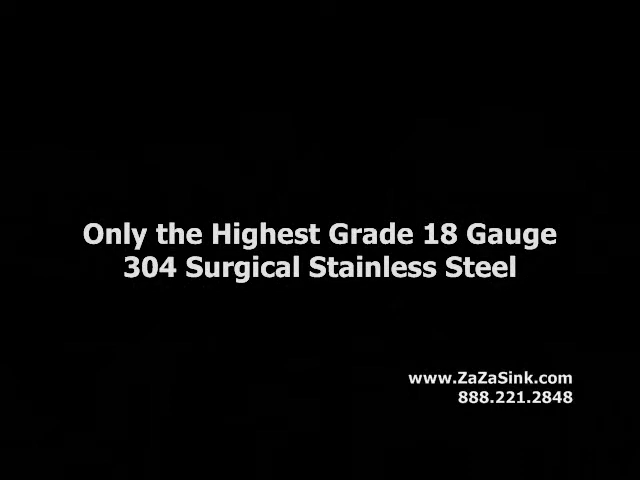 Only the Highest Grade 18 Gauge
304 Surgical Stainless Steel
www.ZaZaSink.com
888.221.2848